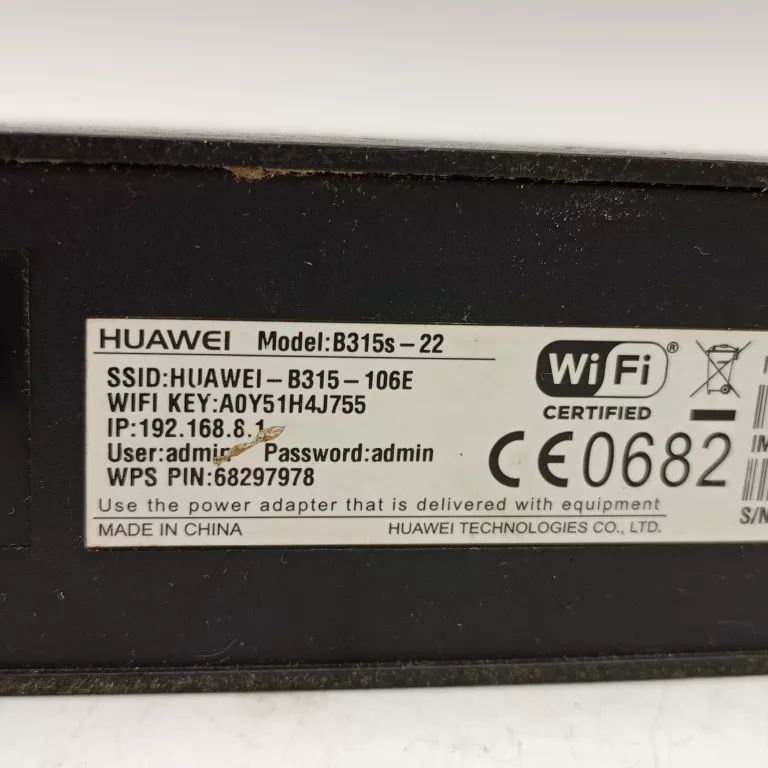 HUAWEI Model:B315s-22
SSID:HUAWEI-B315-106E
WIFI KEY:A0Y51H4J755
IP:192.168.8.1
User:admin Password:admin
WPS PIN:68297978
Use the power adapter that is delivered with equipment
MADE IN CHINA HUAWEI TECHNOLOGIES CO., LTD.
Wi Fi ®
CERTIFIED
CE0682
S/N